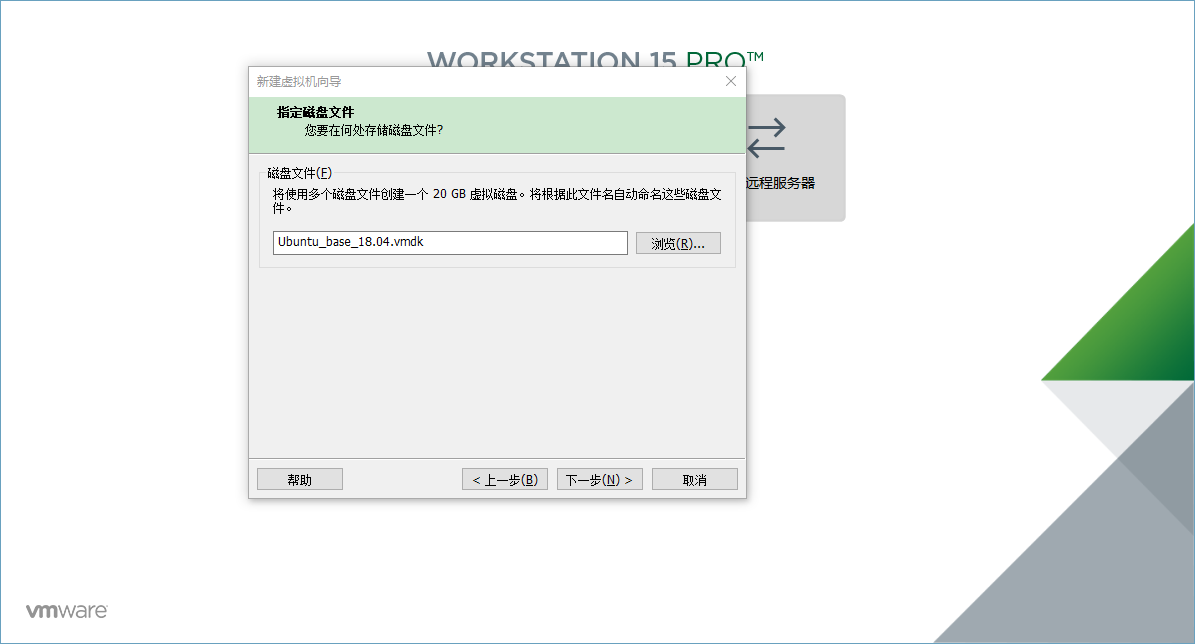 WORKSTATION 15 PRO™
新建虚拟机向导
指定磁盘文件
您要在何处存储磁盘文件?
远程服务器
磁盘文件(F)
将使用多个磁盘文件创建一个 20 GB 虚拟磁盘。将根据此文件名自动命名这些磁盘文
件。
Ubuntu_base_18.04.vmdk
浏览(R)...
帮助
< 上一步(B)
下一步(N) >
取消
vmware